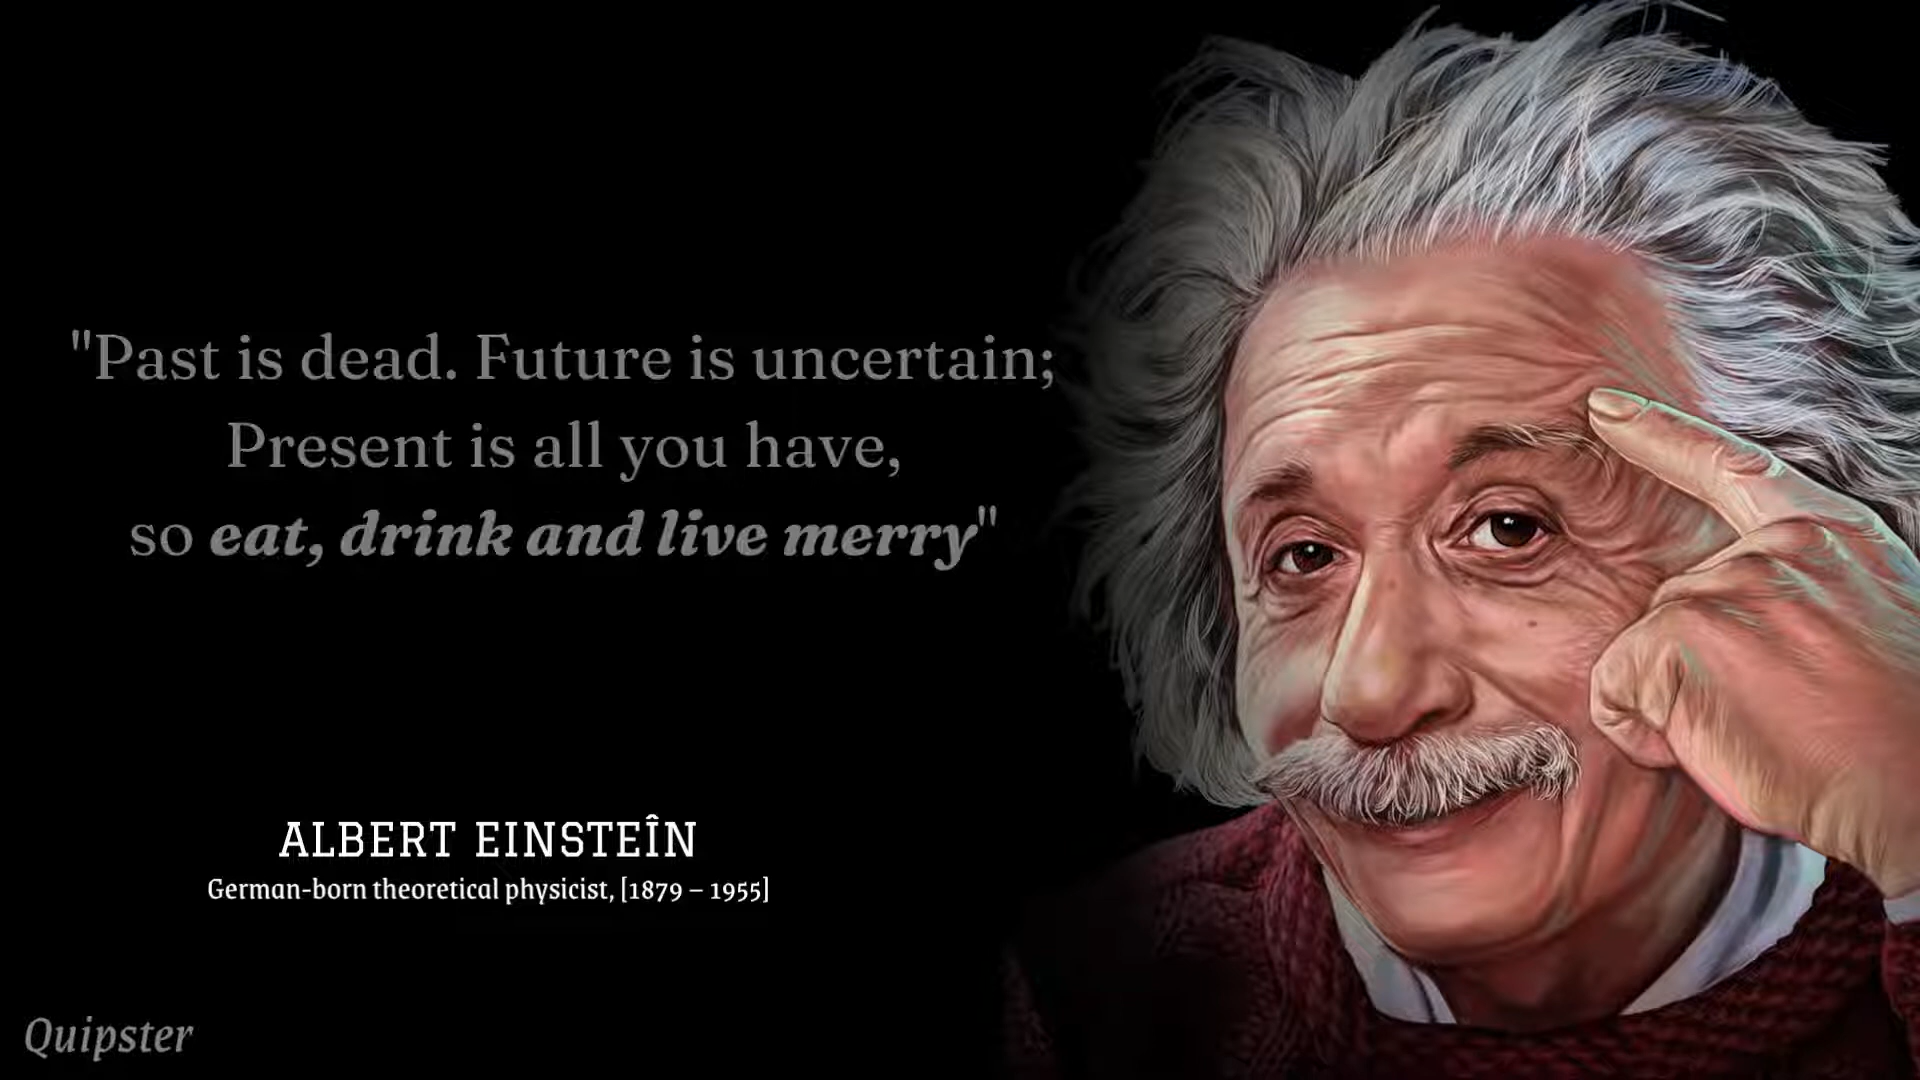 "Past is dead. Future is uncertain;
Present is all you have,
so eat, drink and live merry"
ALBERT EINSTEÎN
German-born theoretical physicist, [1879 – 1955]
Quipster